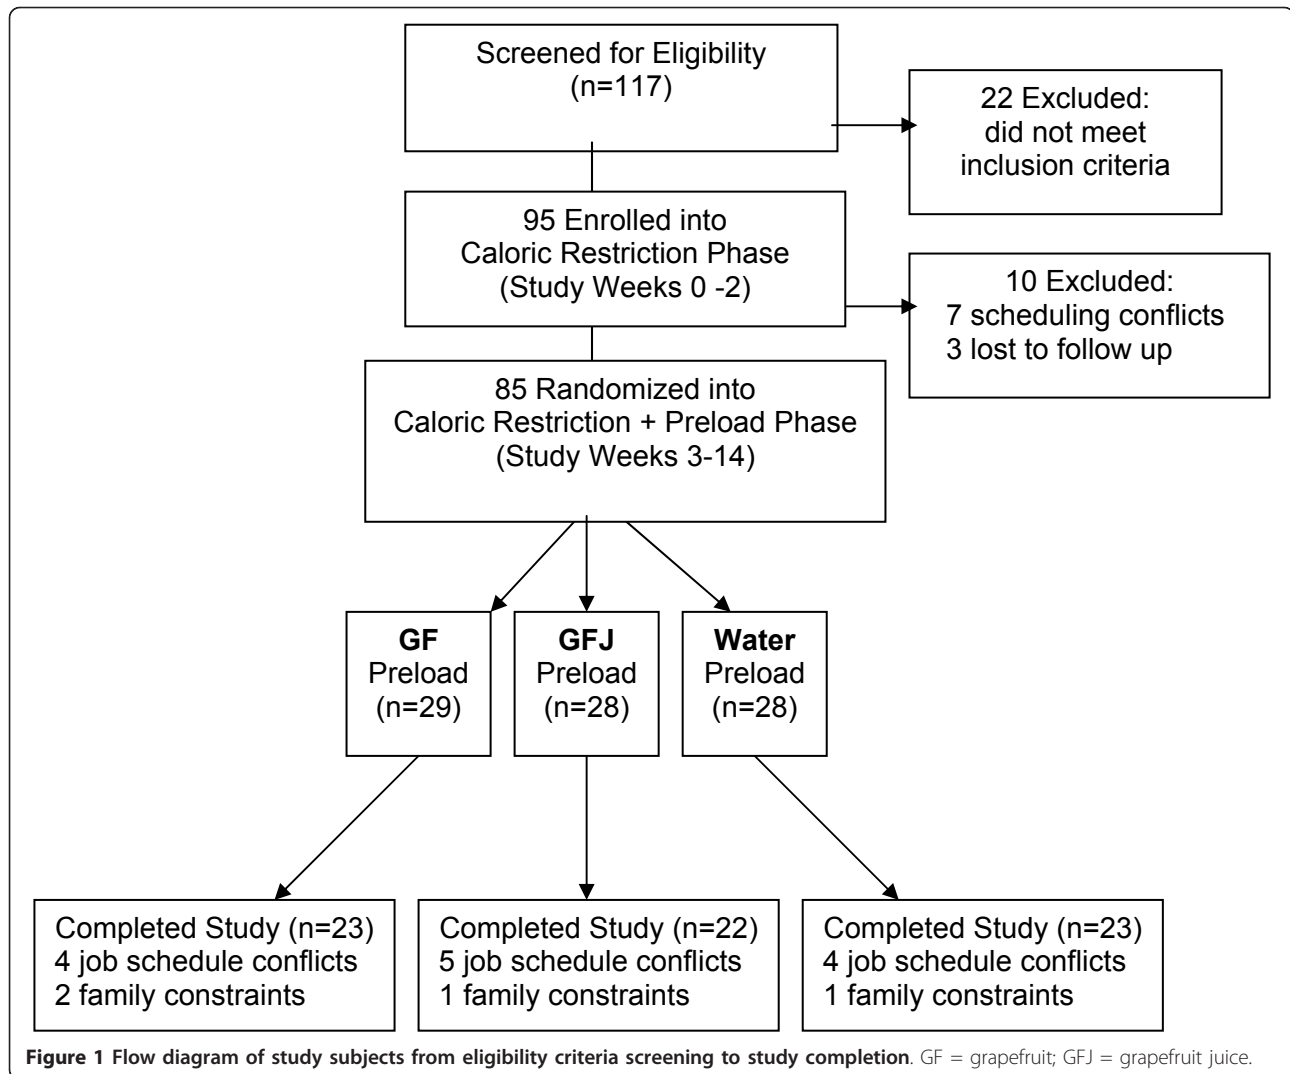 Screened for Eligibility
(n=117)
22 Excluded:
did not meet
inclusion criteria
95 Enrolled into
Caloric Restriction Phase
(Study Weeks 0 -2)
10 Excluded:
7 scheduling conflicts
3 lost to follow up
85 Randomized into
Caloric Restriction + Preload Phase
(Study Weeks 3-14)
GF
Preload
(n=29)
GFJ
Preload
(n=28)
Water
Preload
(n=28)
Completed Study (n=23)
4 job schedule conflicts
2 family constraints
Completed Study (n=22)
5 job schedule conflicts
1 family constraints
Completed Study (n=23)
4 job schedule conflicts
1 family constraints
Figure 1 Flow diagram of study subjects from eligibility criteria screening to study completion. GF = grapefruit; GFJ = grapefruit juice.